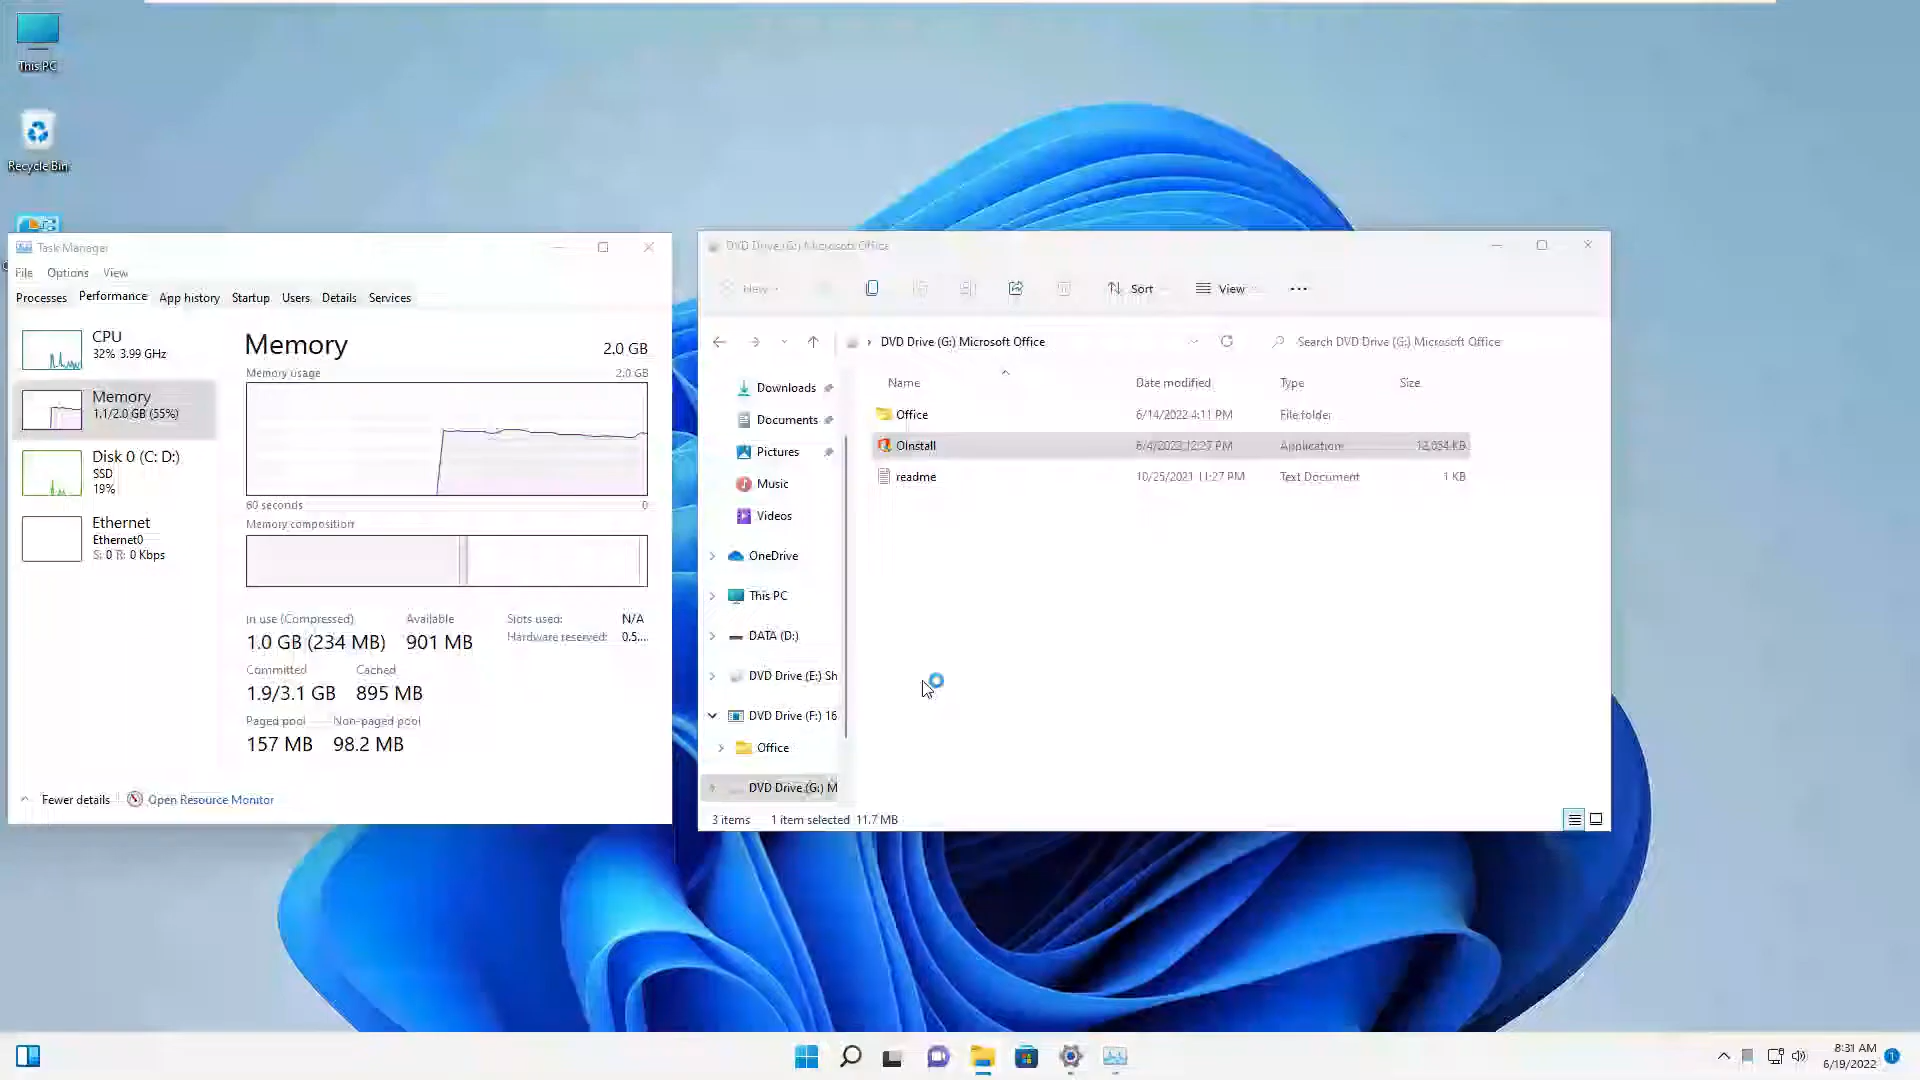 This PC
Recycle Bin
Task Manager
File Options View
Processes Performance App history Startup Users Details Services
CPU
32% 3.99 GHz
Memory
1.1/2.0 GB (55%)
Disk 0 (C: D:)
SSD
19%
Ethernet
Ethernet0
S: 0 R: 0 Kbps
Memory 2.0 GB
Memory usage 2.0 GB
60 seconds 0
Memory composition
In use (Compressed) Available Slots used: N/A
1.0 GB (234 MB) 901 MB Hardware reserved: 0.5...
Committed Cached
1.9/3.1 GB 895 MB
Paged pool Non-paged pool
157 MB 98.2 MB
Fewer details Open Resource Monitor
DVD Drive (G:) Microsoft Office
New Sort View
DVD Drive (G:) Microsoft Office Search DVD Drive (G:) Microsoft Office
Name Date modified Type Size
Office 6/14/2022 4:11 PM File folder
OInstall 12:27 PM Application
readme 10/25/2021 11:27 PM Text Document 1 KB
Downloads
Documents
Pictures
Music
Videos
OneDrive
This PC
DATA (D:)
DVD Drive (E:) Sh
DVD Drive (F:) 16
Office
DVD Drive (G:) M
3 items 1 item selected 11.7 MB
8:31 AM
6/19/2022
1